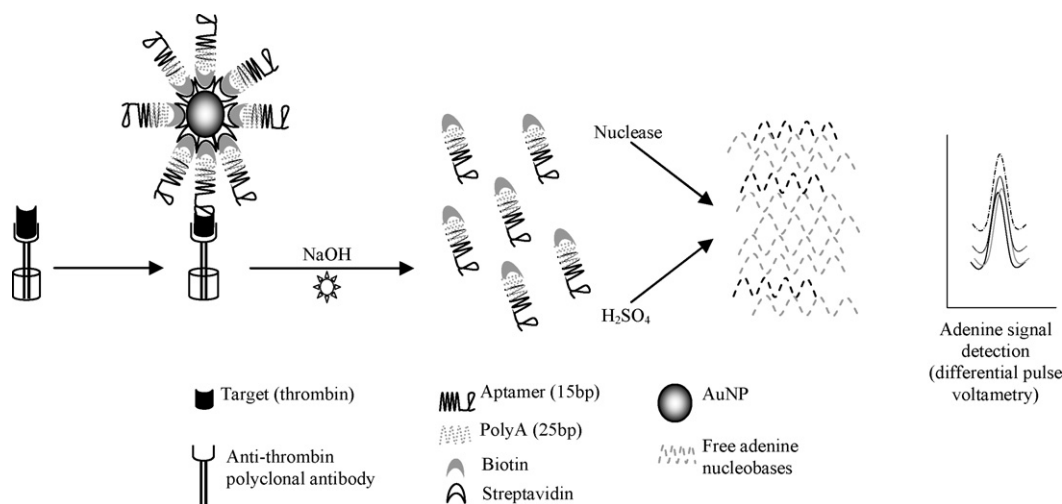 NaOH
Nuclease
H₂SO₄
Adenine signal
detection
(differential pulse
voltametry)
Target (thrombin)
Anti-thrombin
polyclonal antibody
Aptamer (15bp)
PolyA (25bp)
Biotin
Streptavidin
AuNP
Free adenine
nucleobases